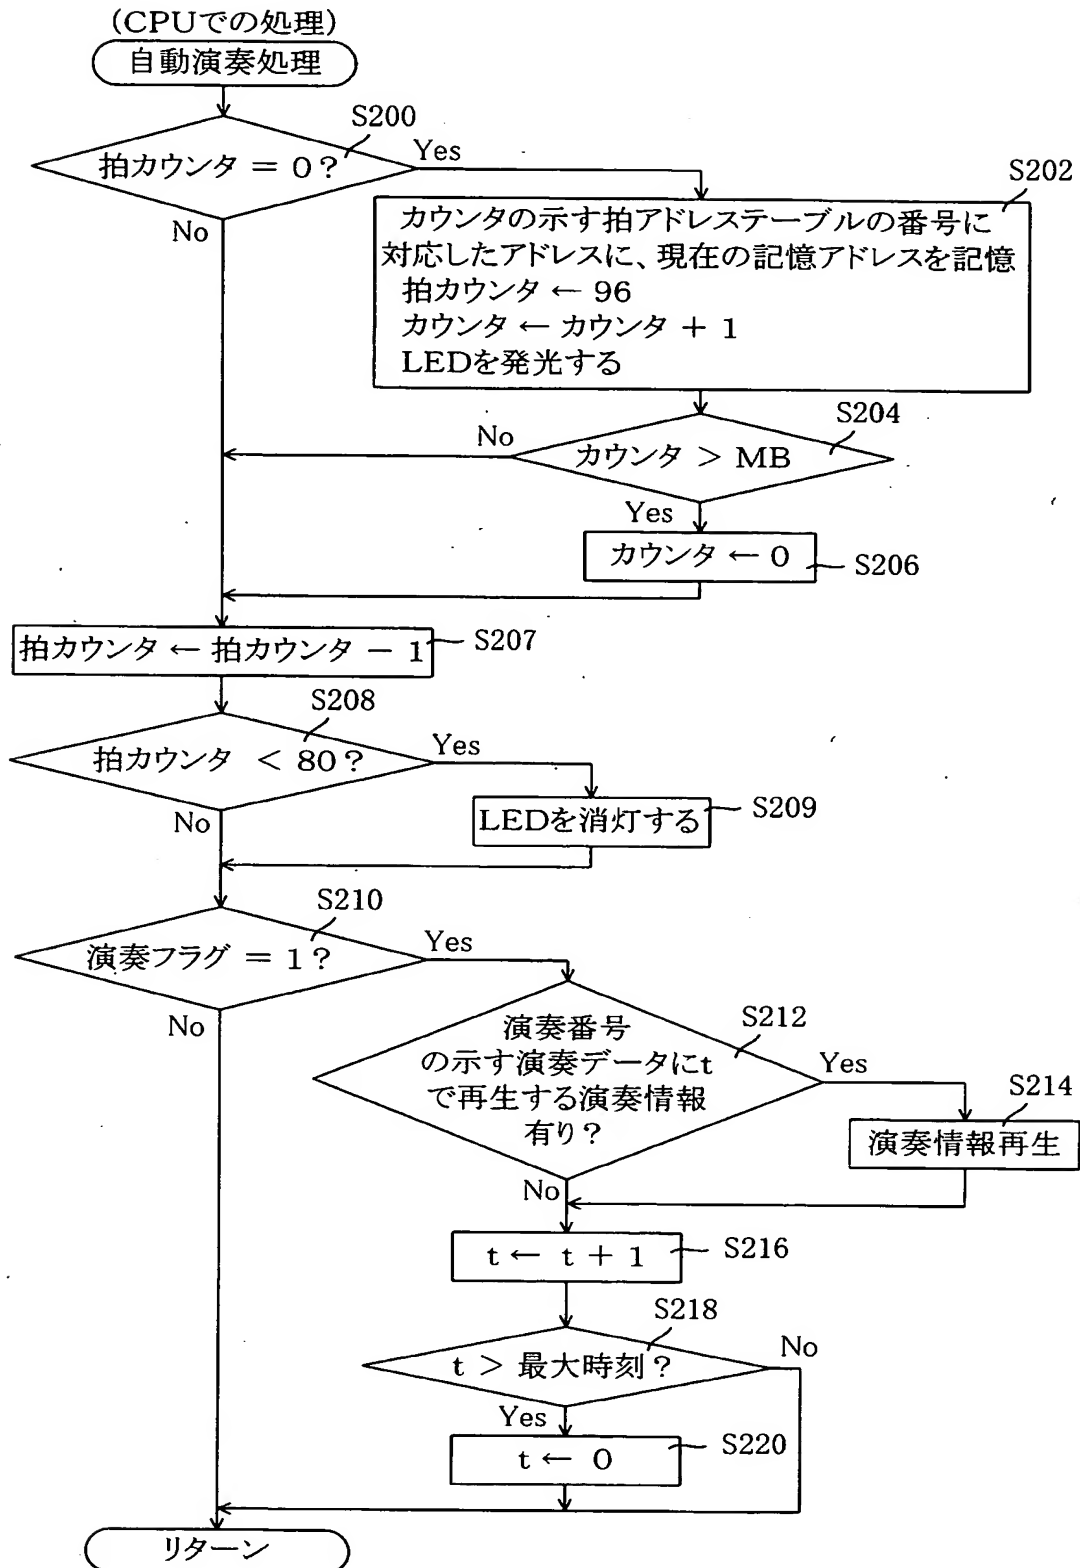 (CPUでの処理)
自動演奏処理
S200
拍カウンタ = 0?
Yes
No
S202
カウンタの示す拍アドレステーブルの番号に
対応したアドレスに、現在の記憶アドレスを記憶
拍カウンタ ← 96
カウンタ ← カウンタ + 1
LEDを発光する
S204
カウンタ > MB
No
Yes
カウンタ ← 0
S206
拍カウンタ ← 拍カウンタ − 1
S207
S208
拍カウンタ < 80?
Yes
No
LEDを消灯する
S209
S210
演奏フラグ = 1?
Yes
No
S212
演奏番号
の示す演奏データにt
で再生する演奏情報
有り?
Yes
No
S214
演奏情報再生
t ← t + 1
S216
S218
t > 最大時刻?
No
Yes
t ← 0
S220
リターン